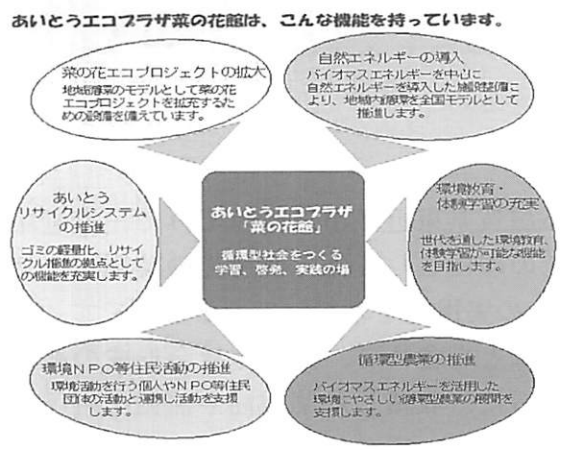 あいとうエコプラザ菜の花館は、こんな機能を持っています。
菜の花エコプロジェクトの拡大
地域循環のモデルとして菜の花
エコプロジェクトを拡充するた
めの設備を備えています。
自然エネルギーの導入
バイオマスエネルギーを中心に
自然エネルギーを導入した施設整備に
より、地域内循環を全国モデルとして
推進します。
あいとう
リサイクルシステム
の推進
ゴミの軽量化、リサイ
クル推進の拠点として
の機能を充実します。
あいとうエコプラザ
「菜の花館」
循環型社会をつくる
学習、啓発、実践の場
環境教育・
体験学習の充実
世代を通した環境教育、
体験学習が可能な機能
を目指します。
環境NPO等住民活動の推進
環境活動を行う個人やNPO等住民
団体の活動と連携し活動を支援
します。
循環型農業の推進
バイオマスエネルギーを活用した
環境にやさしい循環型農業の展開を
支援します。